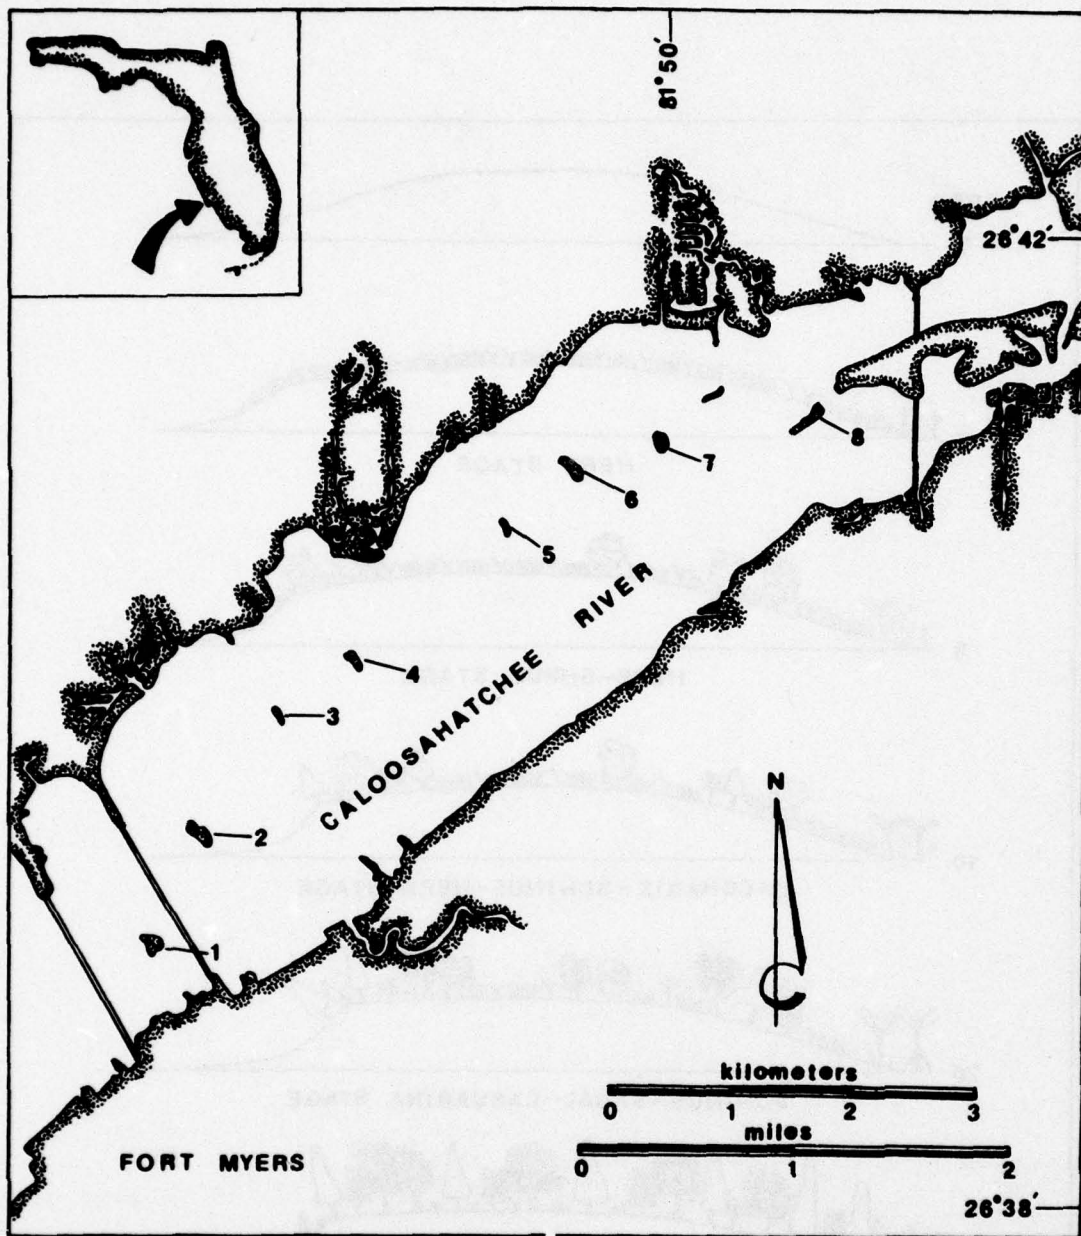 81°50′
26°42′
8
7
6
5
RIVER
4
CALOOSAHATCHEE
3
2
N
1
kilometers
0 1 2 3
miles
0 1 2
FORT MYERS
26°38′